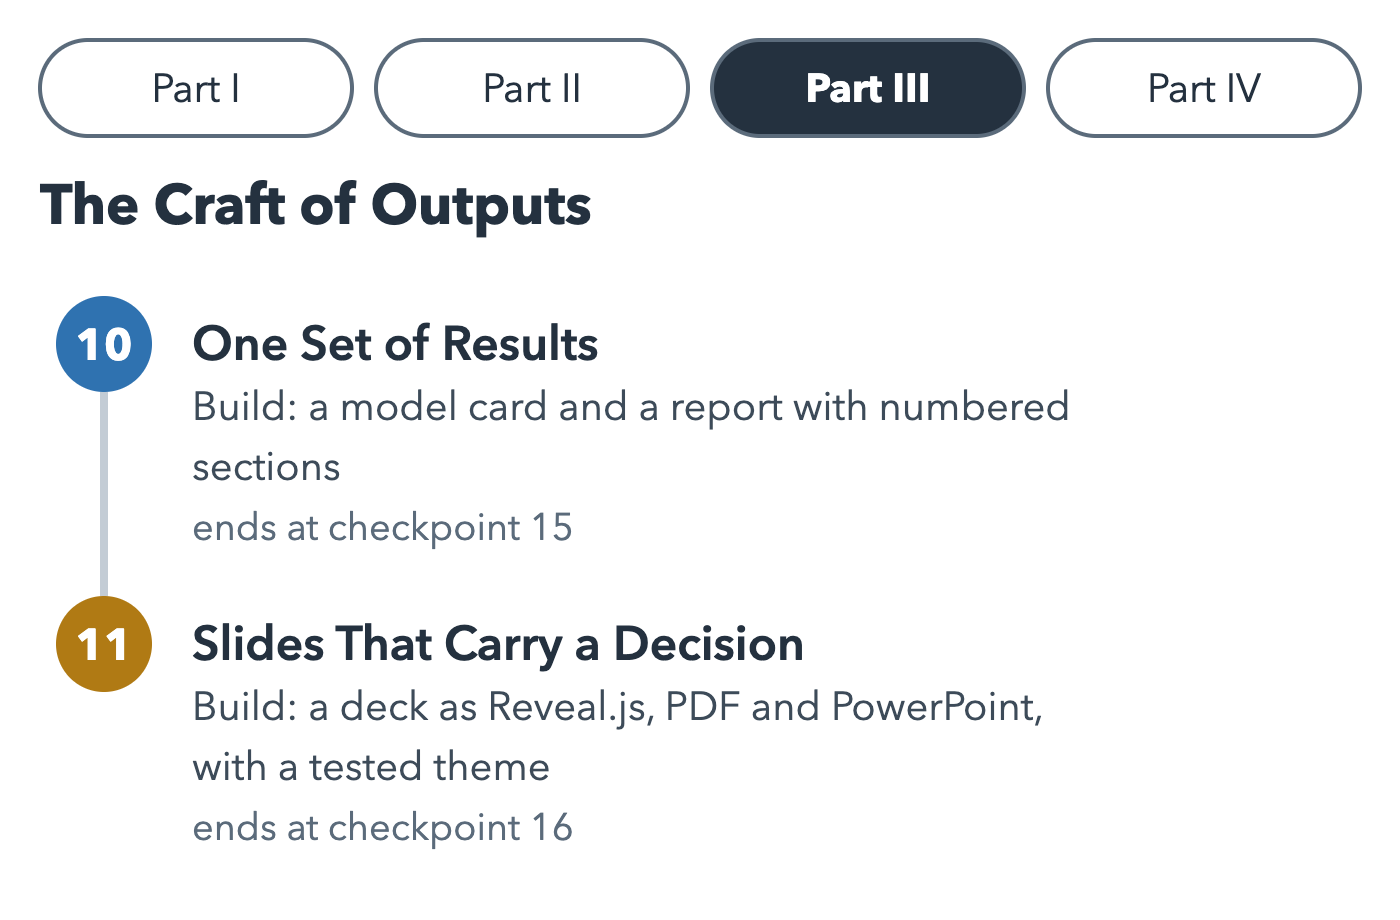 Part I
Part II
Part III
Part IV
The Craft of Outputs
10
One Set of Results
Build: a model card and a report with numbered
sections
ends at checkpoint 15
11
Slides That Carry a Decision
Build: a deck as Reveal.js, PDF and PowerPoint,
with a tested theme
ends at checkpoint 16